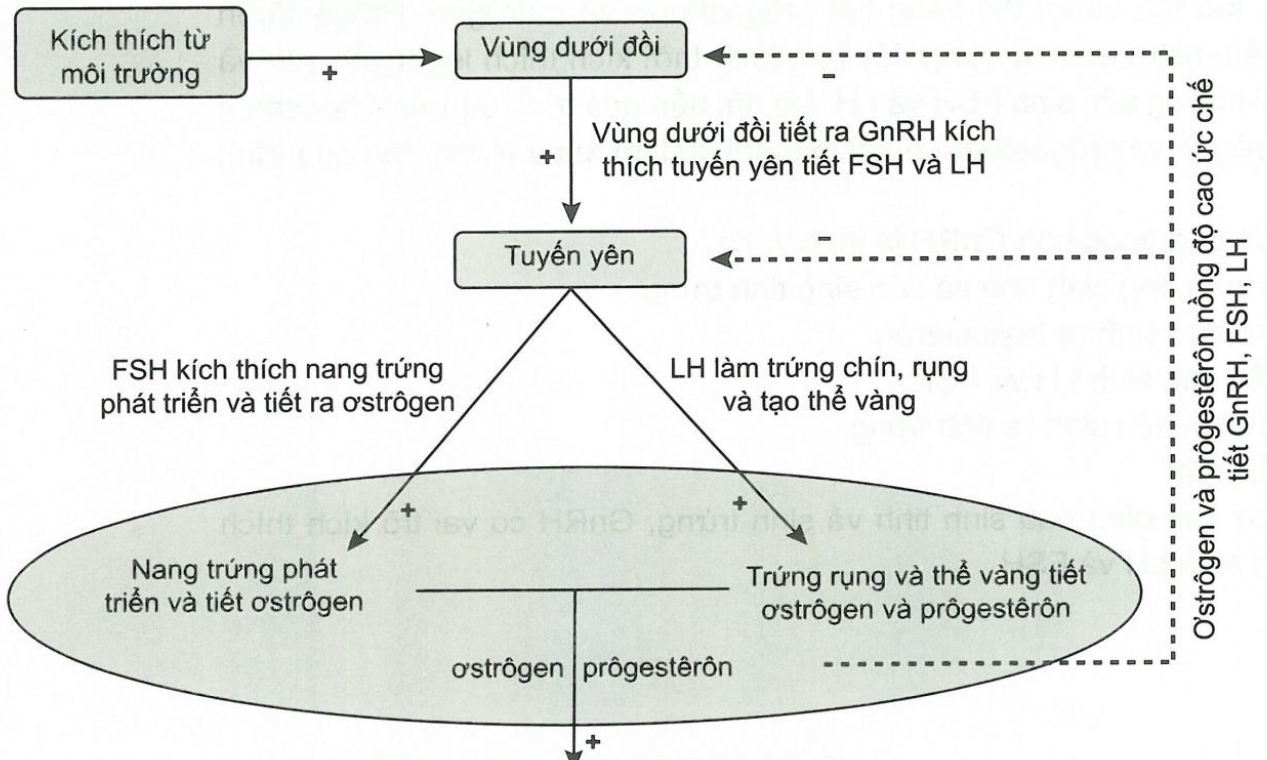 Kích thích từ
môi trường
+
Vùng dưới đồi
-
+
Vùng dưới đồi tiết ra GnRH kích
thích tuyến yên tiết FSH và LH
Tuyến yên
FSH kích thích nang trứng
phát triển và tiết ra ơstrôgen
LH làm trứng chín, rụng
và tạo thể vàng
+
+
Nang trứng phát
triển và tiết ơstrôgen
Trứng rụng và thể vàng tiết
ơstrôgen và prôgestêrôn
ơstrôgen prôgestêrôn
+
Ơstrôgen và prôgestêrôn nồng độ cao ức chế
tiết GnRH, FSH, LH